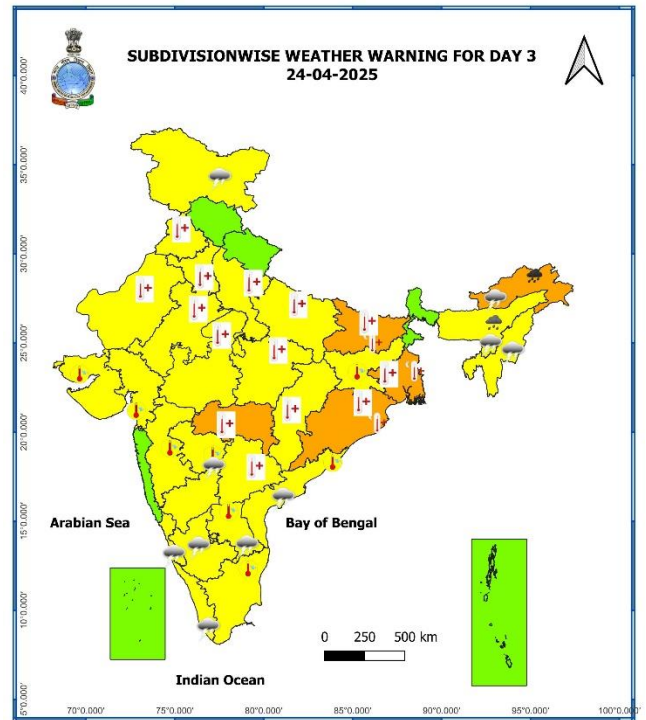 SUBDIVISIONWISE WEATHER WARNING FOR DAY 3
24-04-2025
40°0.000'
35°0.000'
30°0.000'
25°0.000'
20°0.000'
15°0.000'
10°0.000'
5°0.000'
Arabian Sea
Bay of Bengal
0 250 500 km
Indian Ocean
70°0.000' 75°0.000' 80°0.000' 85°0.000' 90°0.000' 95°0.000' 100°0.000'